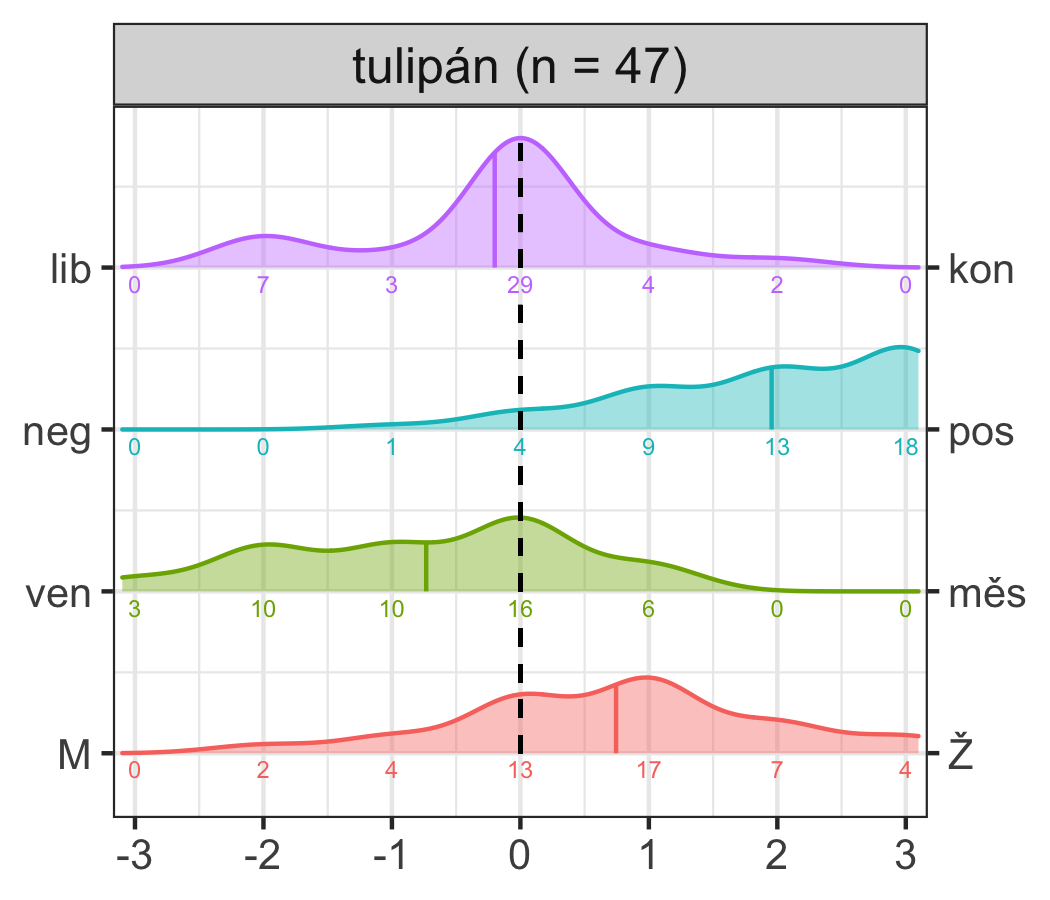 tulipán (n = 47)
lib kon
0 7 3 29 4 2 0
neg pos
0 0 1 4 9 13 18
ven měs
3 10 10 16 6 0 0
M Ž
0 2 4 13 17 7 4
-3 -2 -1 0 1 2 3